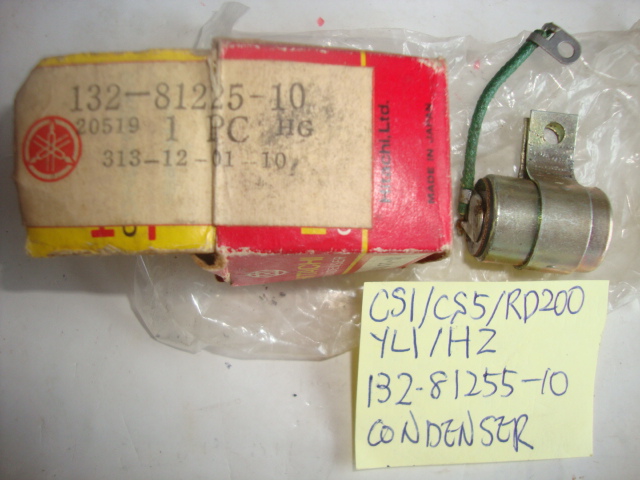 132-81225-10
20519 1 PC HG
313-12-01-10
Hitachi, Ltd.
MADE IN JAPAN
CS1/CS5/RD200
YL1/HZ
132-81255-10
CONDENSER